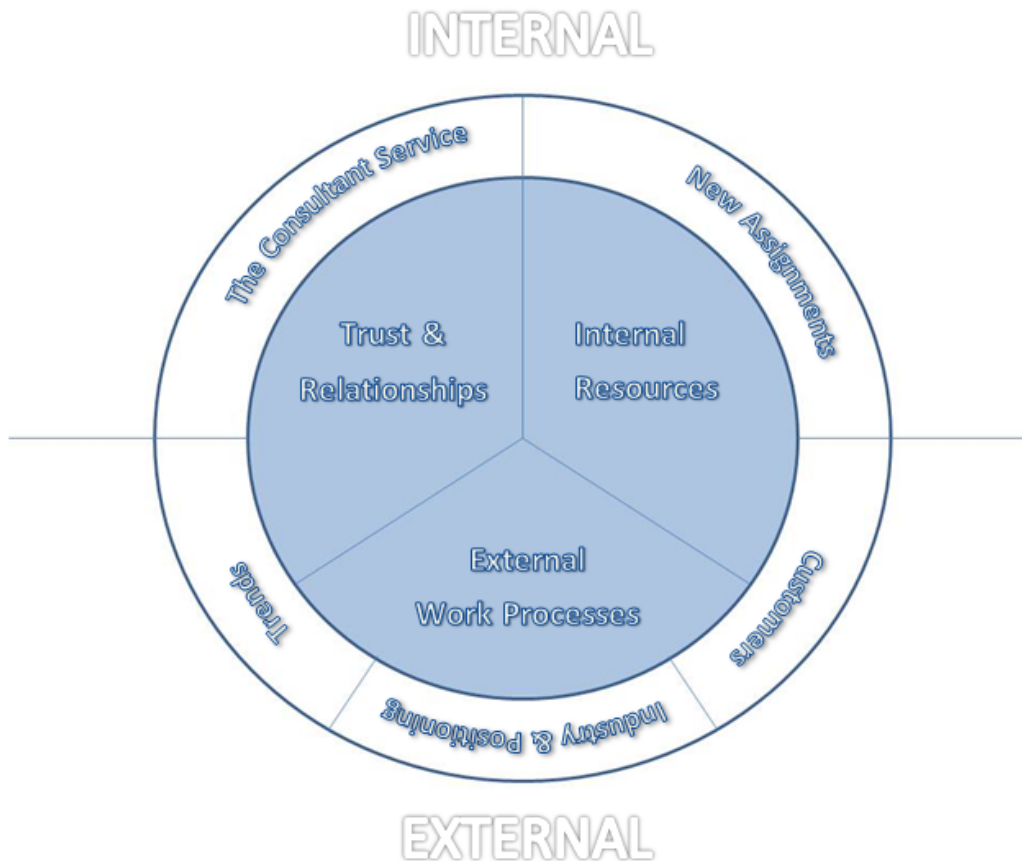 INTERNAL
The Consultant Service
New Assignments
Trust &
Relationships
Internal
Resources
External
Work Processes
Trends
Customers
Industry & Positioning
EXTERNAL